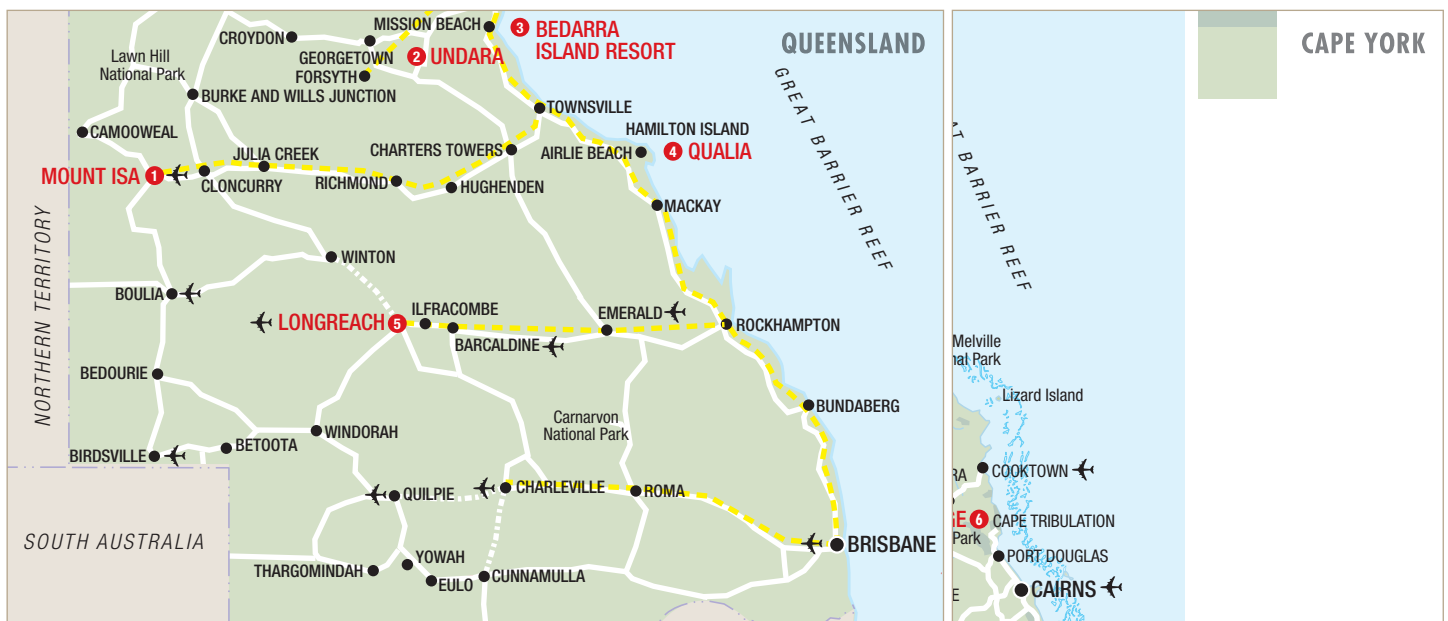 MISSION BEACH
3 BEDARRA
ISLAND RESORT
QUEENSLAND
CROYDON
GEORGETOWN
2 UNDARA
FORSYTH
Lawn Hill
National Park
BURKE AND WILLS JUNCTION
TOWNSVILLE
GREAT BARRIER REEF
CAMOOWEAL
HAMILTON ISLAND
JULIA CREEK
CHARTERS TOWERS
AIRLIE BEACH
4 QUALIA
MOUNT ISA 1
CLONCURRY
RICHMOND
HUGHENDEN
MACKAY
NORTHERN TERRITORY
WINTON
BOULIA
LONGREACH 5
ILFRACOMBE
EMERALD
ROCKHAMPTON
BARCALDINE
BEDOURIE
Carnarvon
National Park
BUNDABERG
WINDORAH
BETOOTA
BIRDSVILLE
QUILPIE
CHARLEVILLE
ROMA
SOUTH AUSTRALIA
BRISBANE
YOWAH
THARGOMINDAH
EULO
CUNNAMULLA
CAPE YORK
AT BARRIER REEF
Melville
nal Park
Lizard Island
RA
COOKTOWN
GE 6 CAPE TRIBULATION
Park
PORT DOUGLAS
CAIRNS
E